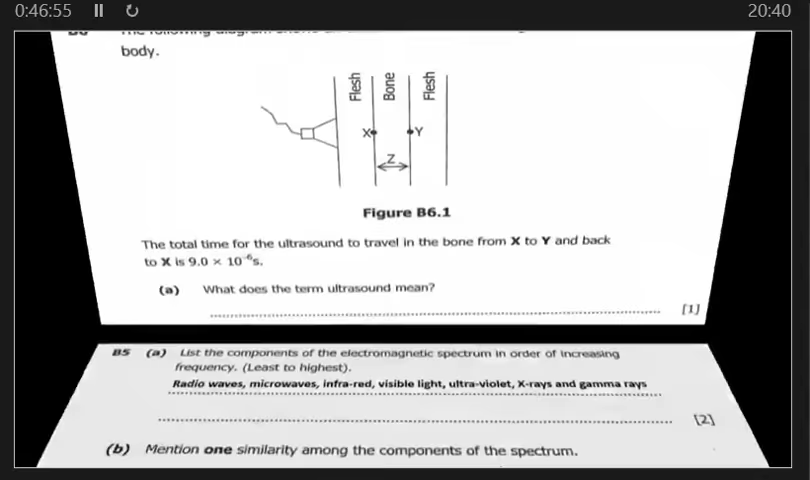 0:46:55
20:40
body.
Flesh
Bone
Flesh
X
Y
Z
Figure B6.1
The total time for the ultrasound to travel in the bone from X to Y and back
to X is 9.0 × 10⁻⁶s.
(a) What does the term ultrasound mean?
[1]
B5 (a) List the components of the electromagnetic spectrum in order of increasing
frequency. (Least to highest).
Radio waves, microwaves, infra-red, visible light, ultra-violet, X-rays and gamma rays
[2]
(b) Mention one similarity among the components of the spectrum.